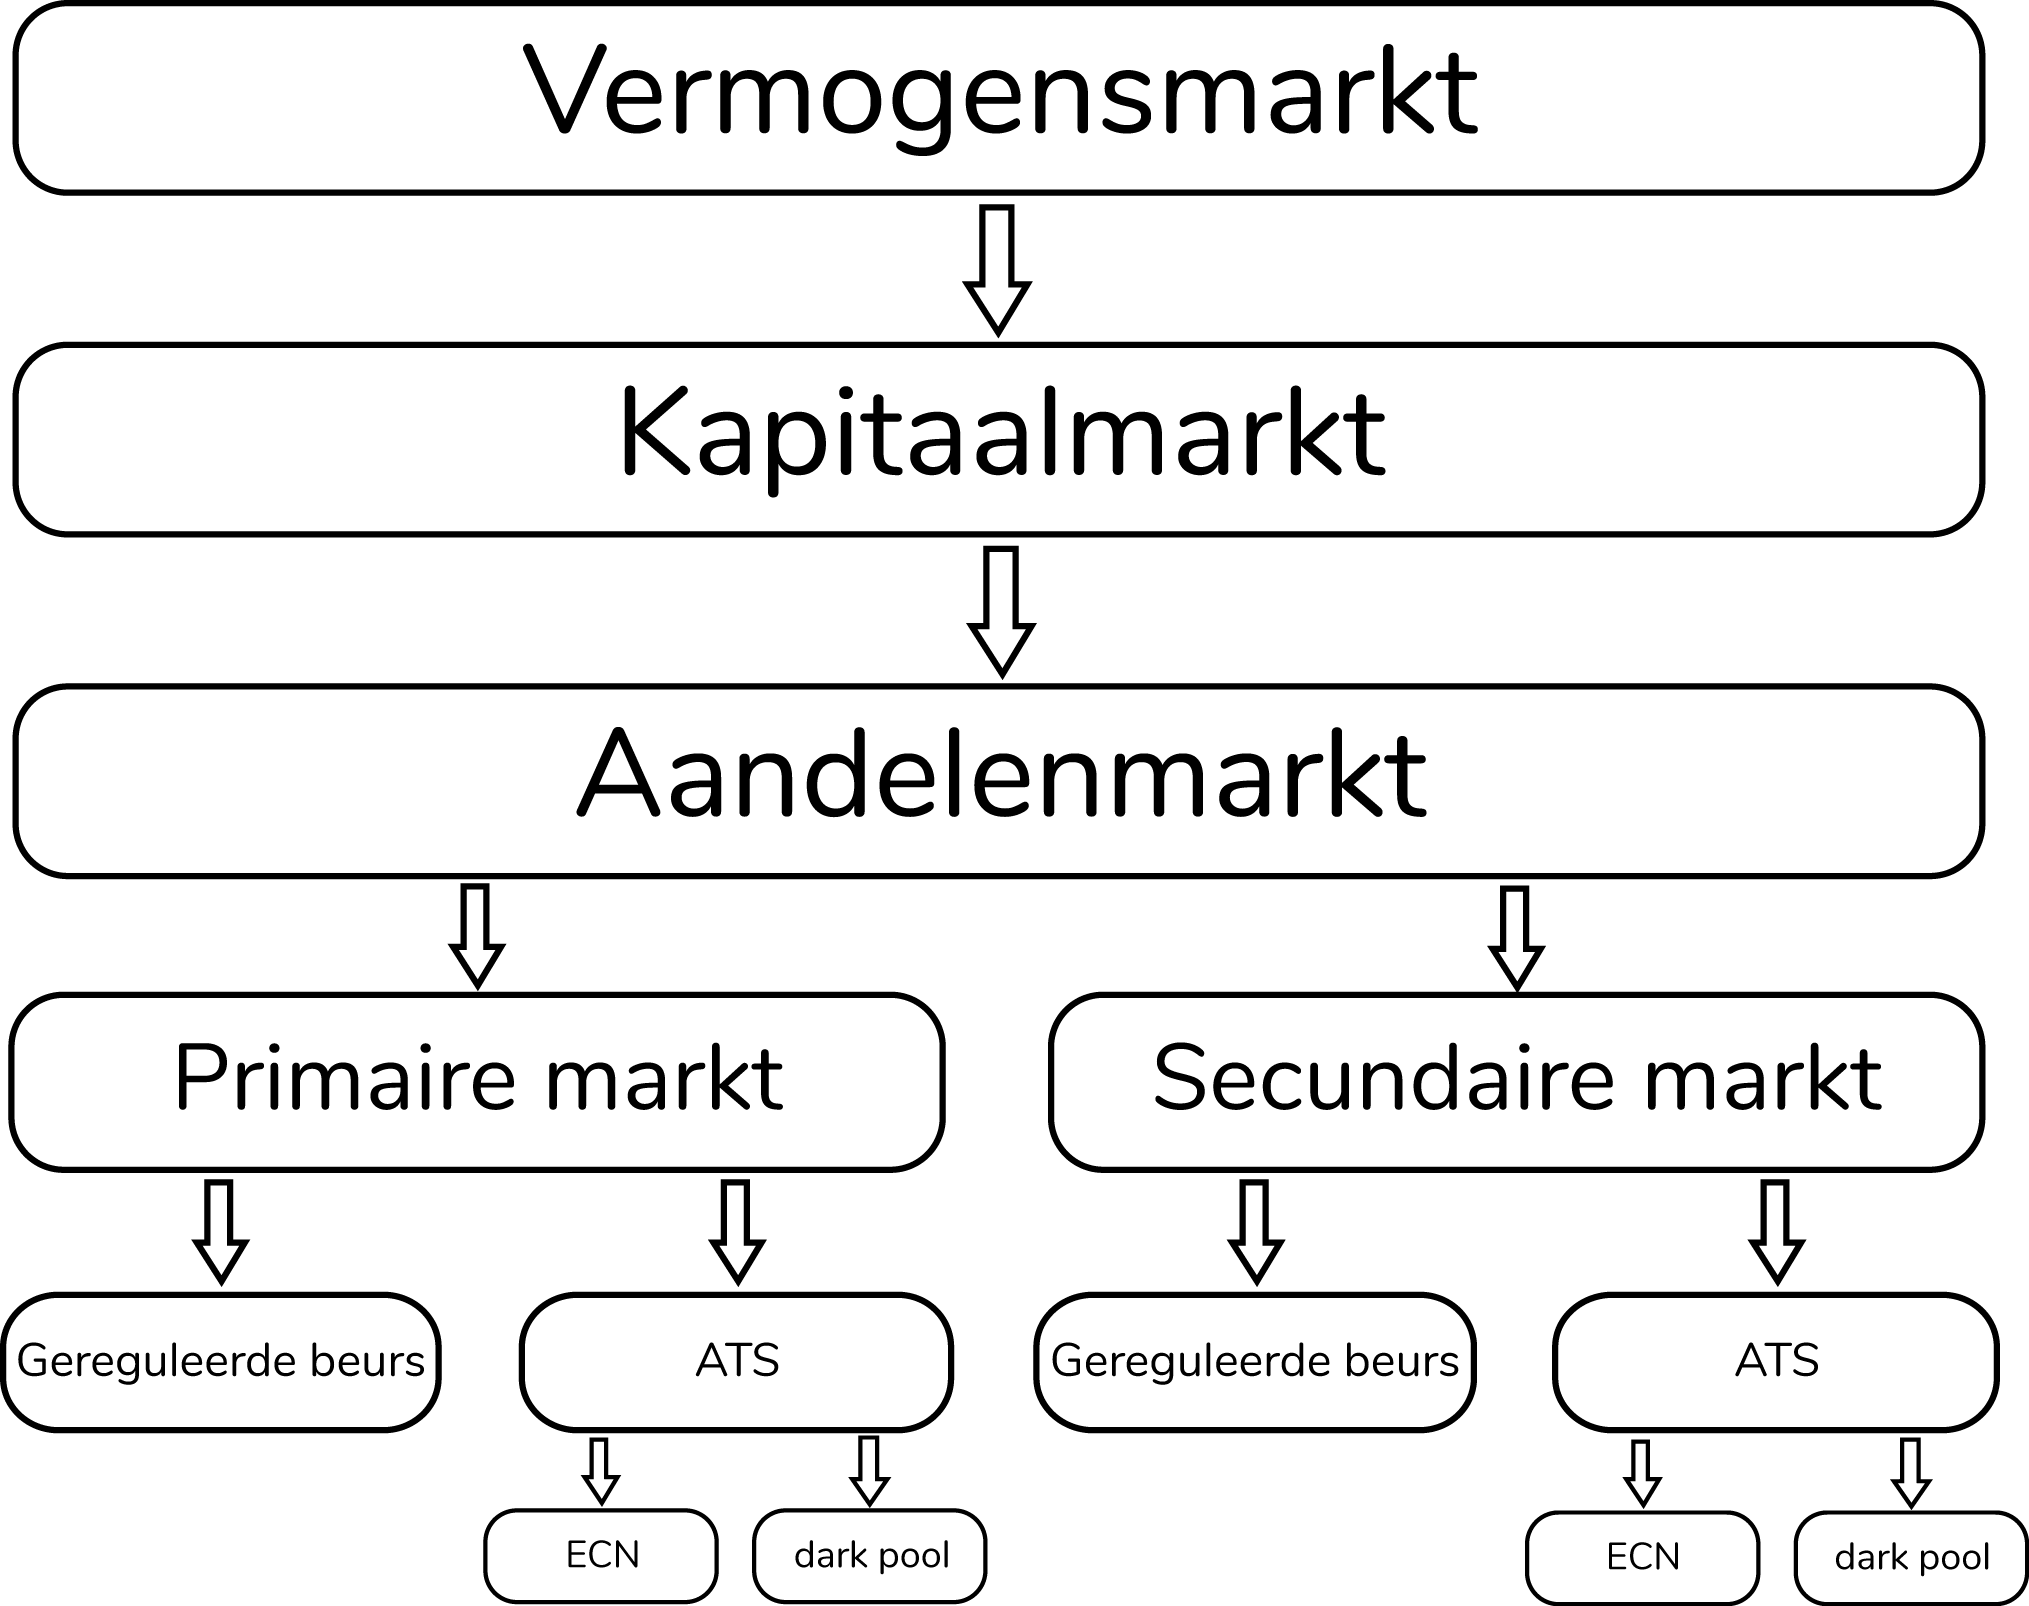 Vermogensmarkt
Kapitaalmarkt
Aandelenmarkt
Primaire markt
Secundaire markt
Gereguleerde beurs
ATS
Gereguleerde beurs
ATS
ECN
dark pool
ECN
dark pool